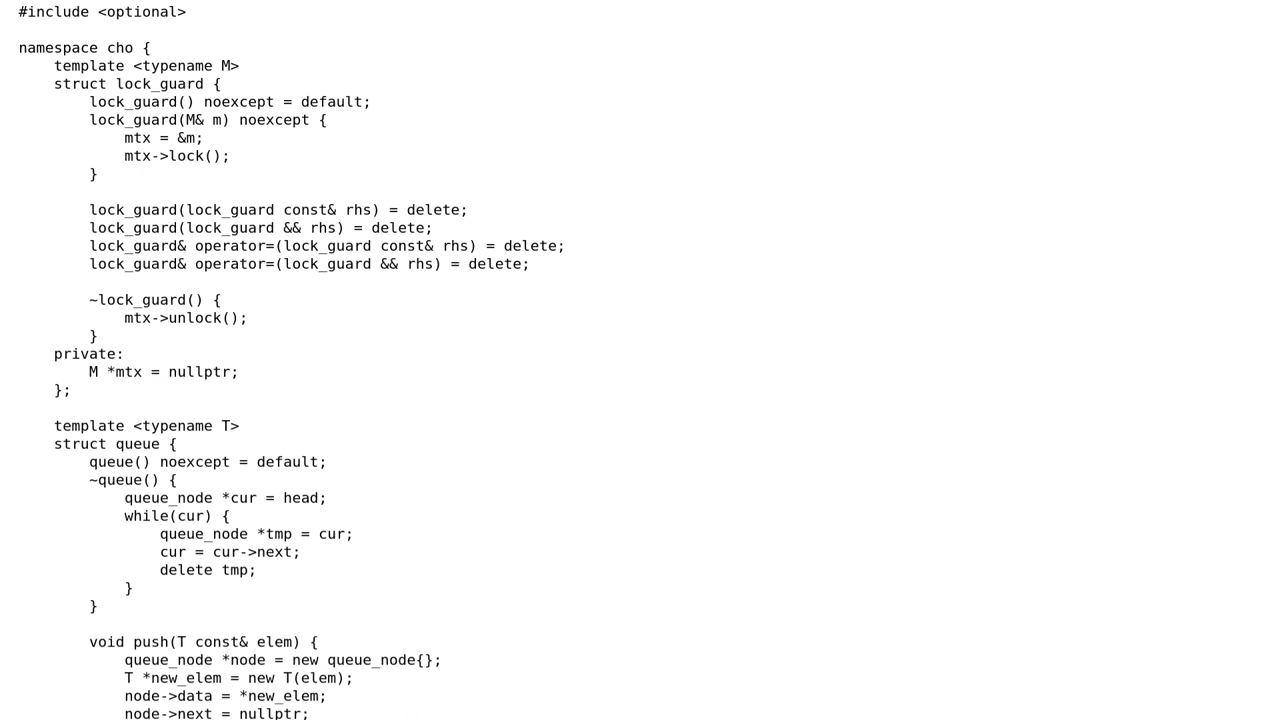 #include <optional>
namespace cho {
template <typename M>
struct lock_guard {
lock_guard() noexcept = default;
lock_guard(M& m) noexcept {
mtx = &m;
mtx->lock();
}
lock_guard(lock_guard const& rhs) = delete;
lock_guard(lock_guard && rhs) = delete;
lock_guard& operator=(lock_guard const& rhs) = delete;
lock_guard& operator=(lock_guard && rhs) = delete;
~lock_guard() {
mtx->unlock();
}
private:
M *mtx = nullptr;
};
template <typename T>
struct queue {
queue() noexcept = default;
~queue() {
queue_node *cur = head;
while(cur) {
queue_node *tmp = cur;
cur = cur->next;
delete tmp;
}
}
void push(T const& elem) {
queue_node *node = new queue_node{};
T *new_elem = new T(elem);
node->data = *new_elem;
node->next = nullptr;